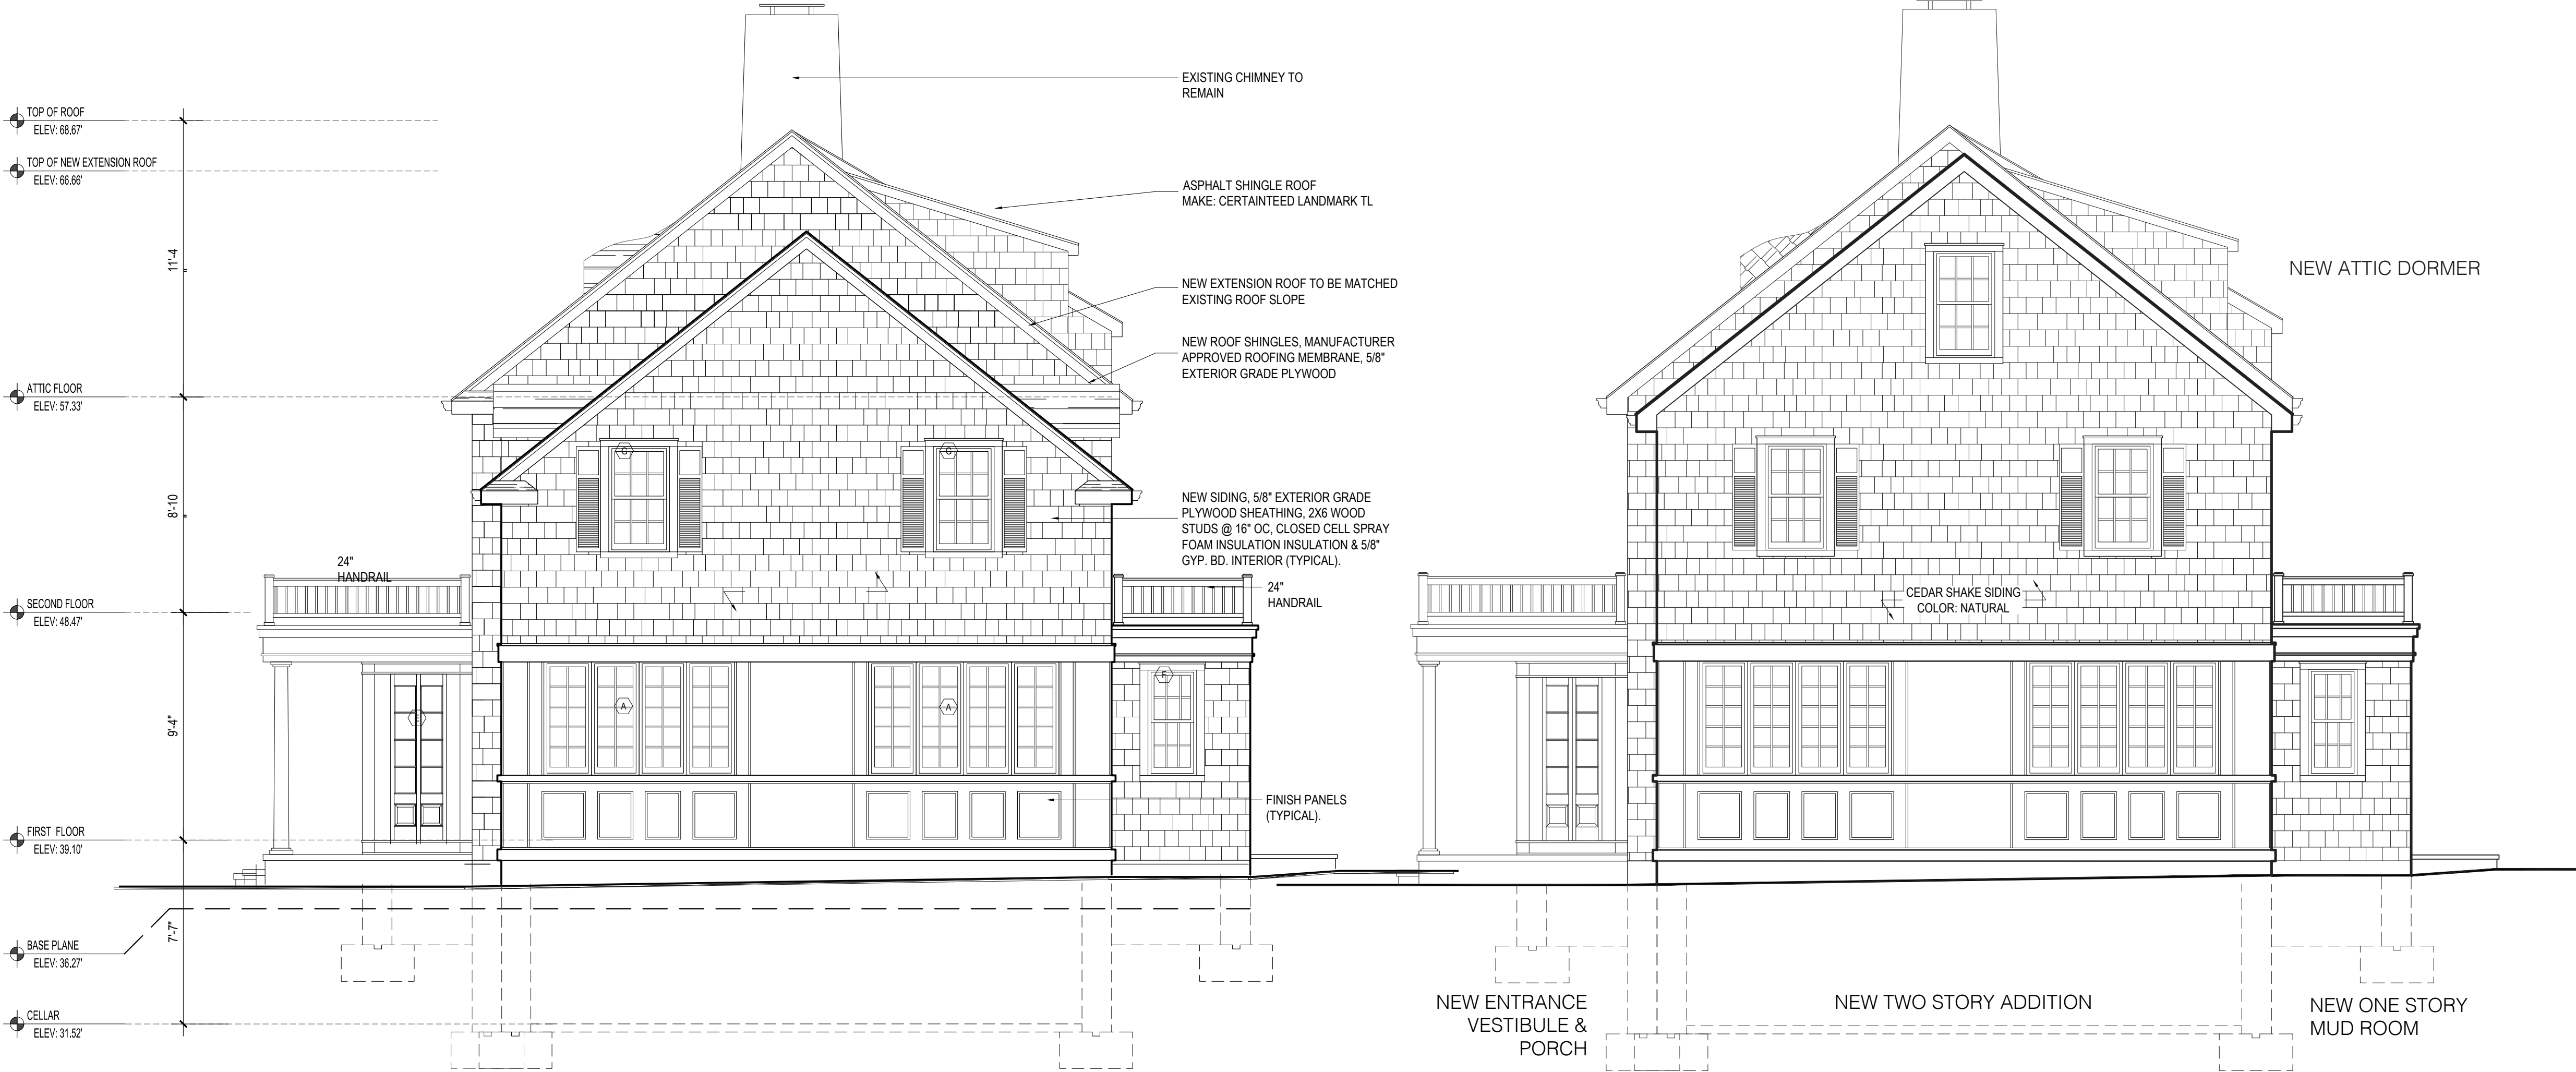 TOP OF ROOF
ELEV: 68.67'
TOP OF NEW EXTENSION ROOF
ELEV: 66.66'
11'-4
ATTIC FLOOR
ELEV: 57.33'
8'-10
SECOND FLOOR
ELEV: 48.47'
9'-4"
FIRST FLOOR
ELEV: 39.10'
7'-7"
BASE PLANE
ELEV: 36.27'
CELLAR
ELEV: 31.52'
24"
HANDRAIL
E
G
G
A
A
F
EXISTING CHIMNEY TO
REMAIN
ASPHALT SHINGLE ROOF
MAKE: CERTAINTEED LANDMARK TL
NEW EXTENSION ROOF TO BE MATCHED
EXISTING ROOF SLOPE
NEW ROOF SHINGLES, MANUFACTURER
APPROVED ROOFING MEMBRANE, 5/8"
EXTERIOR GRADE PLYWOOD
NEW SIDING, 5/8" EXTERIOR GRADE
PLYWOOD SHEATHING, 2X6 WOOD
STUDS @ 16" OC, CLOSED CELL SPRAY
FOAM INSULATION INSULATION & 5/8"
GYP. BD. INTERIOR (TYPICAL).
24"
HANDRAIL
FINISH PANELS
(TYPICAL).
NEW ATTIC DORMER
CEDAR SHAKE SIDING
COLOR: NATURAL
NEW ENTRANCE
VESTIBULE &
PORCH
NEW TWO STORY ADDITION
NEW ONE STORY
MUD ROOM